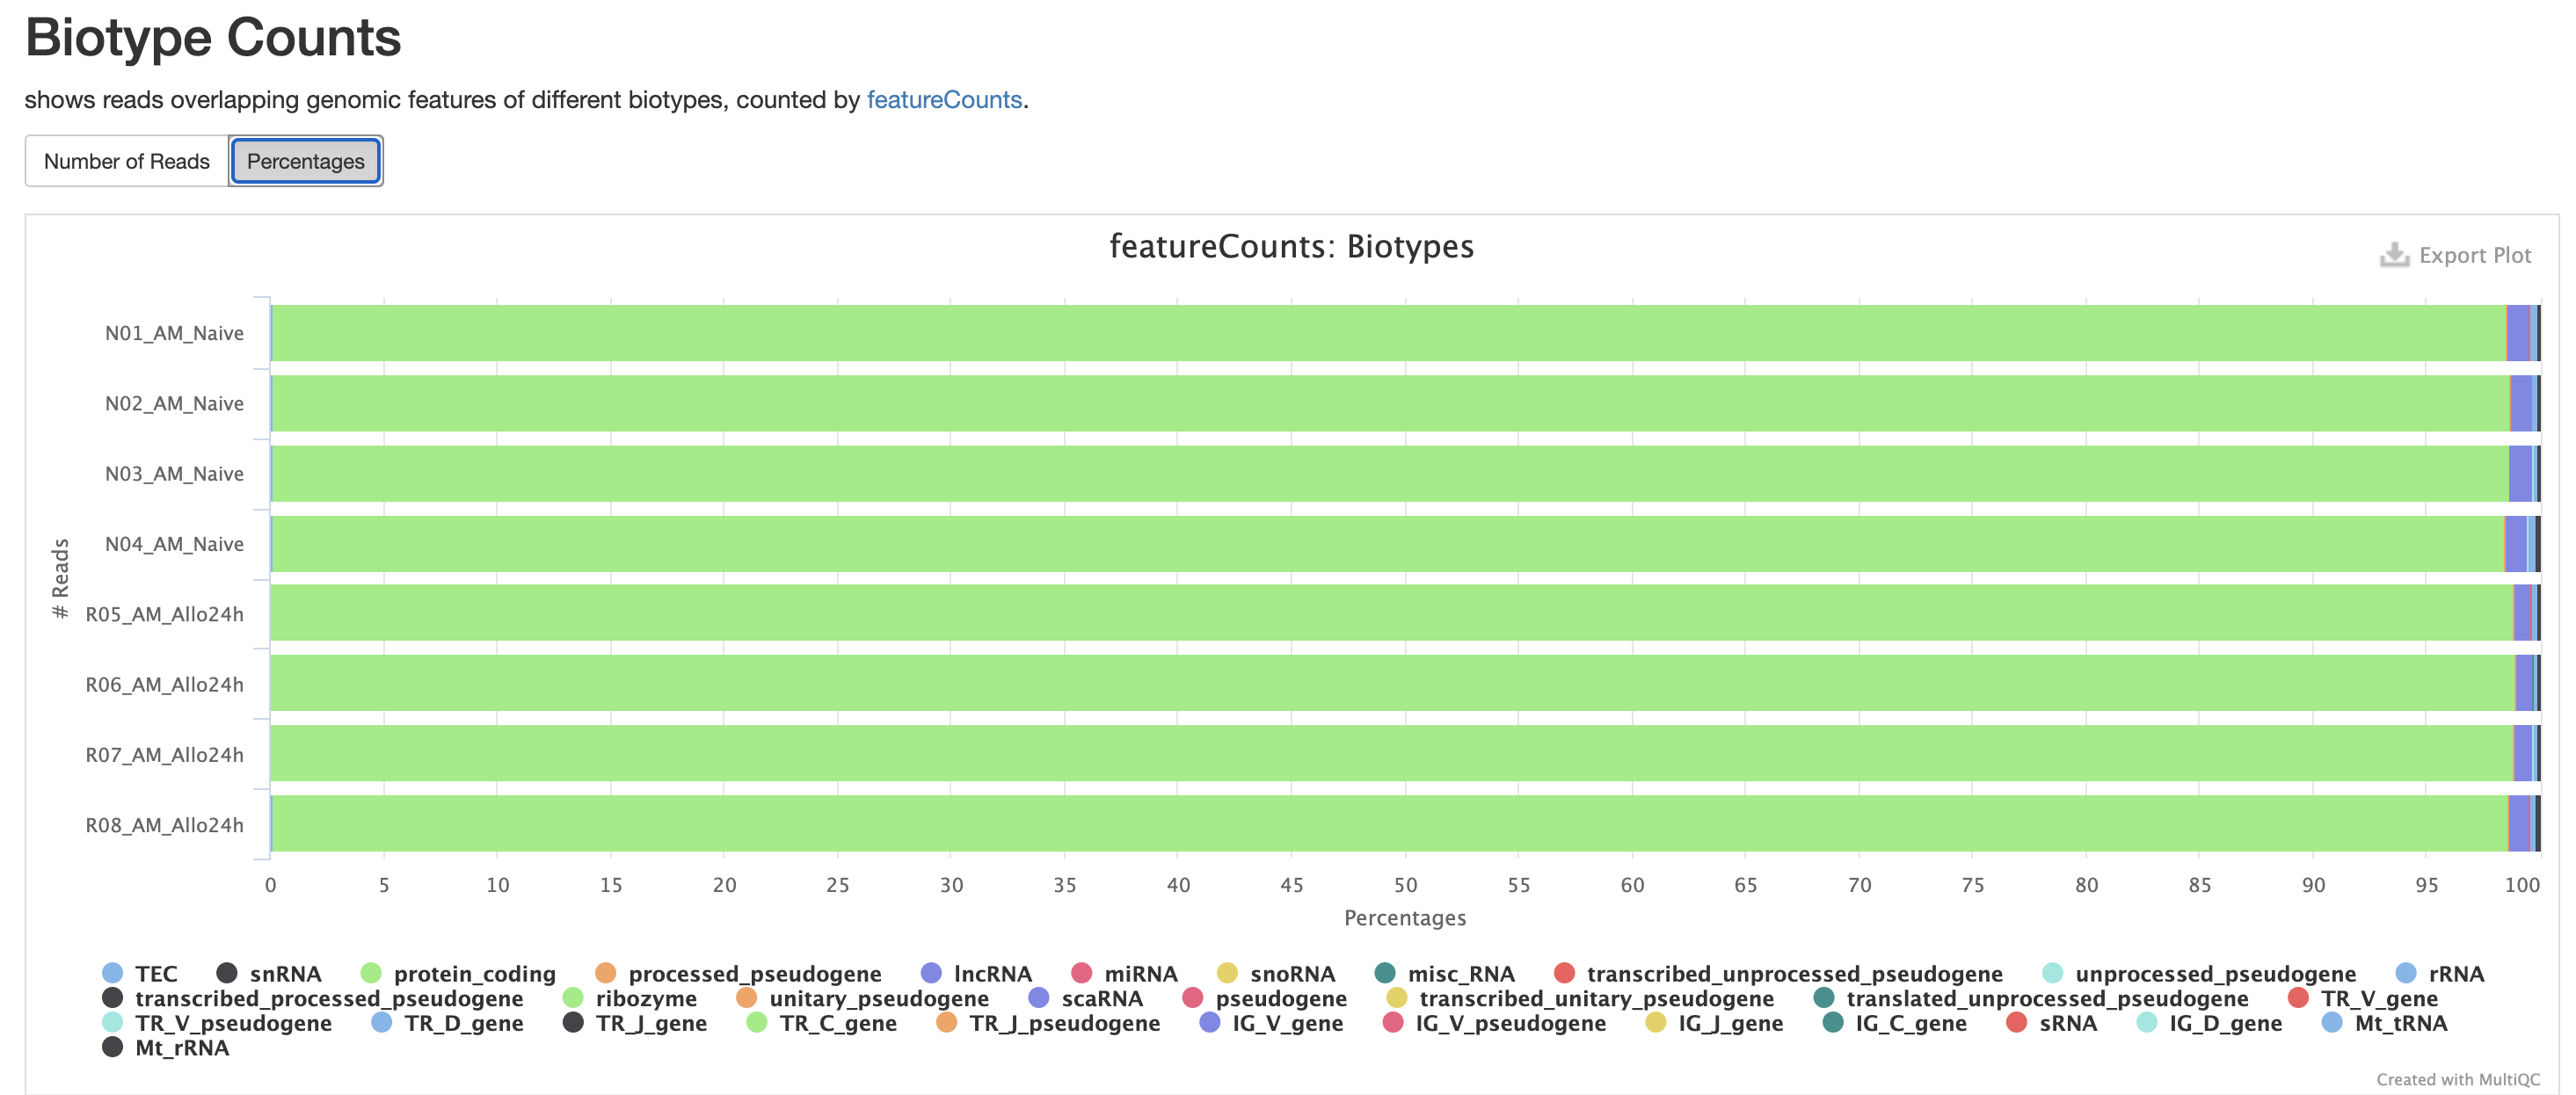 Biotype Counts
shows reads overlapping genomic features of different biotypes, counted by featureCounts.
Number of Reads Percentages
featureCounts: Biotypes
Export Plot
# Reads
N01_AM_Naive
N02_AM_Naive
N03_AM_Naive
N04_AM_Naive
R05_AM_Allo24h
R06_AM_Allo24h
R07_AM_Allo24h
R08_AM_Allo24h
0 5 10 15 20 25 30 35 40 45 50 55 60 65 70 75 80 85 90 95 100
Percentages
TEC snRNA protein_coding processed_pseudogene lncRNA miRNA snoRNA misc_RNA transcribed_unprocessed_pseudogene unprocessed_pseudogene rRNA
transcribed_processed_pseudogene ribozyme unitary_pseudogene scaRNA pseudogene transcribed_unitary_pseudogene translated_unprocessed_pseudogene TR_V_gene
TR_V_pseudogene TR_D_gene TR_J_gene TR_C_gene TR_J_pseudogene IG_V_gene IG_V_pseudogene IG_J_gene IG_C_gene sRNA IG_D_gene Mt_tRNA
Mt_rRNA
Created with MultiQC